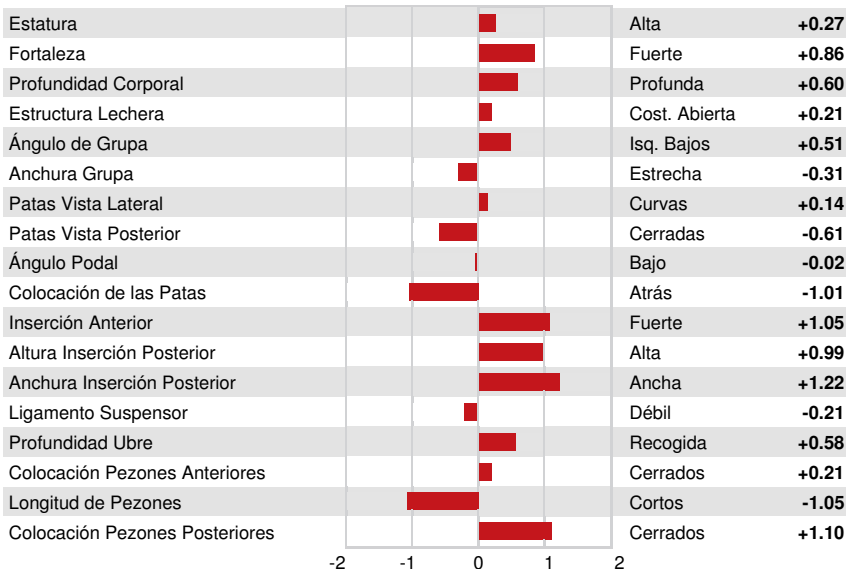 Estatura Alta +0.27
Fortaleza Fuerte +0.86
Profundidad Corporal Profunda +0.60
Estructura Lechera Cost. Abierta +0.21
Ángulo de Grupa Isq. Bajos +0.51
Anchura Grupa Estrecha -0.31
Patas Vista Lateral Curvas +0.14
Patas Vista Posterior Cerradas -0.61
Ángulo Podal Bajo -0.02
Colocación de las Patas Atrás -1.01
Inserción Anterior Fuerte +1.05
Altura Inserción Posterior Alta +0.99
Anchura Inserción Posterior Ancha +1.22
Ligamento Suspensor Débil -0.21
Profundidad Ubre Recogida +0.58
Colocación Pezones Anteriores Cerrados +0.21
Longitud de Pezones Cortos -1.05
Colocación Pezones Posteriores Cerrados +1.10
-2 -1 0 1 2